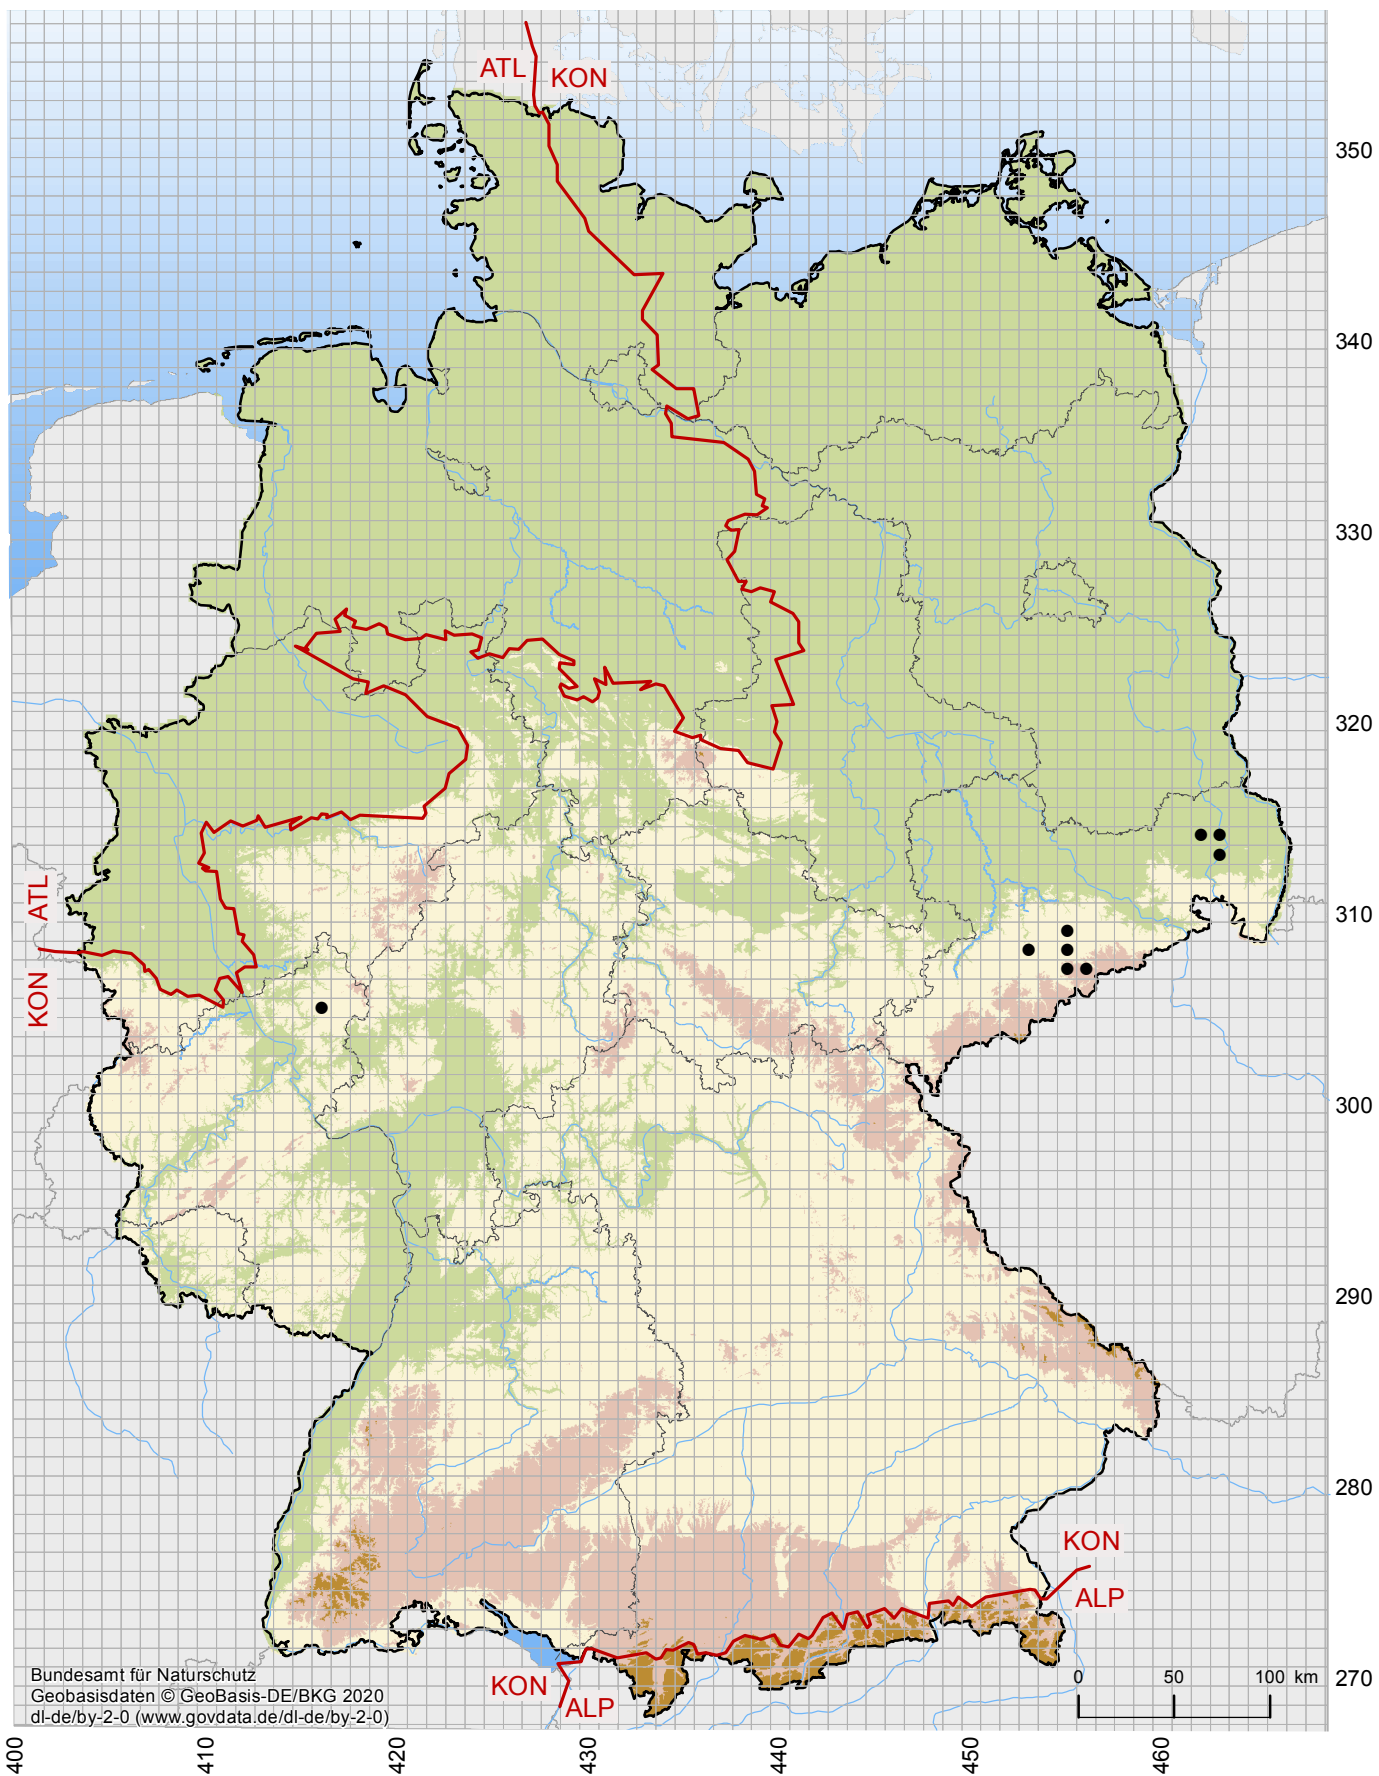 ATL
KON
350
340
330
320
310
300
290
280
270
ATL
KON
KON
ALP
KON
ALP
0 50 100 km
Bundesamt für Naturschutz
Geobasisdaten © GeoBasis-DE/BKG 2020
dl-de/by-2-0 (www.govdata.de/dl-de/by-2-0)
400
410
420
430
440
450
460